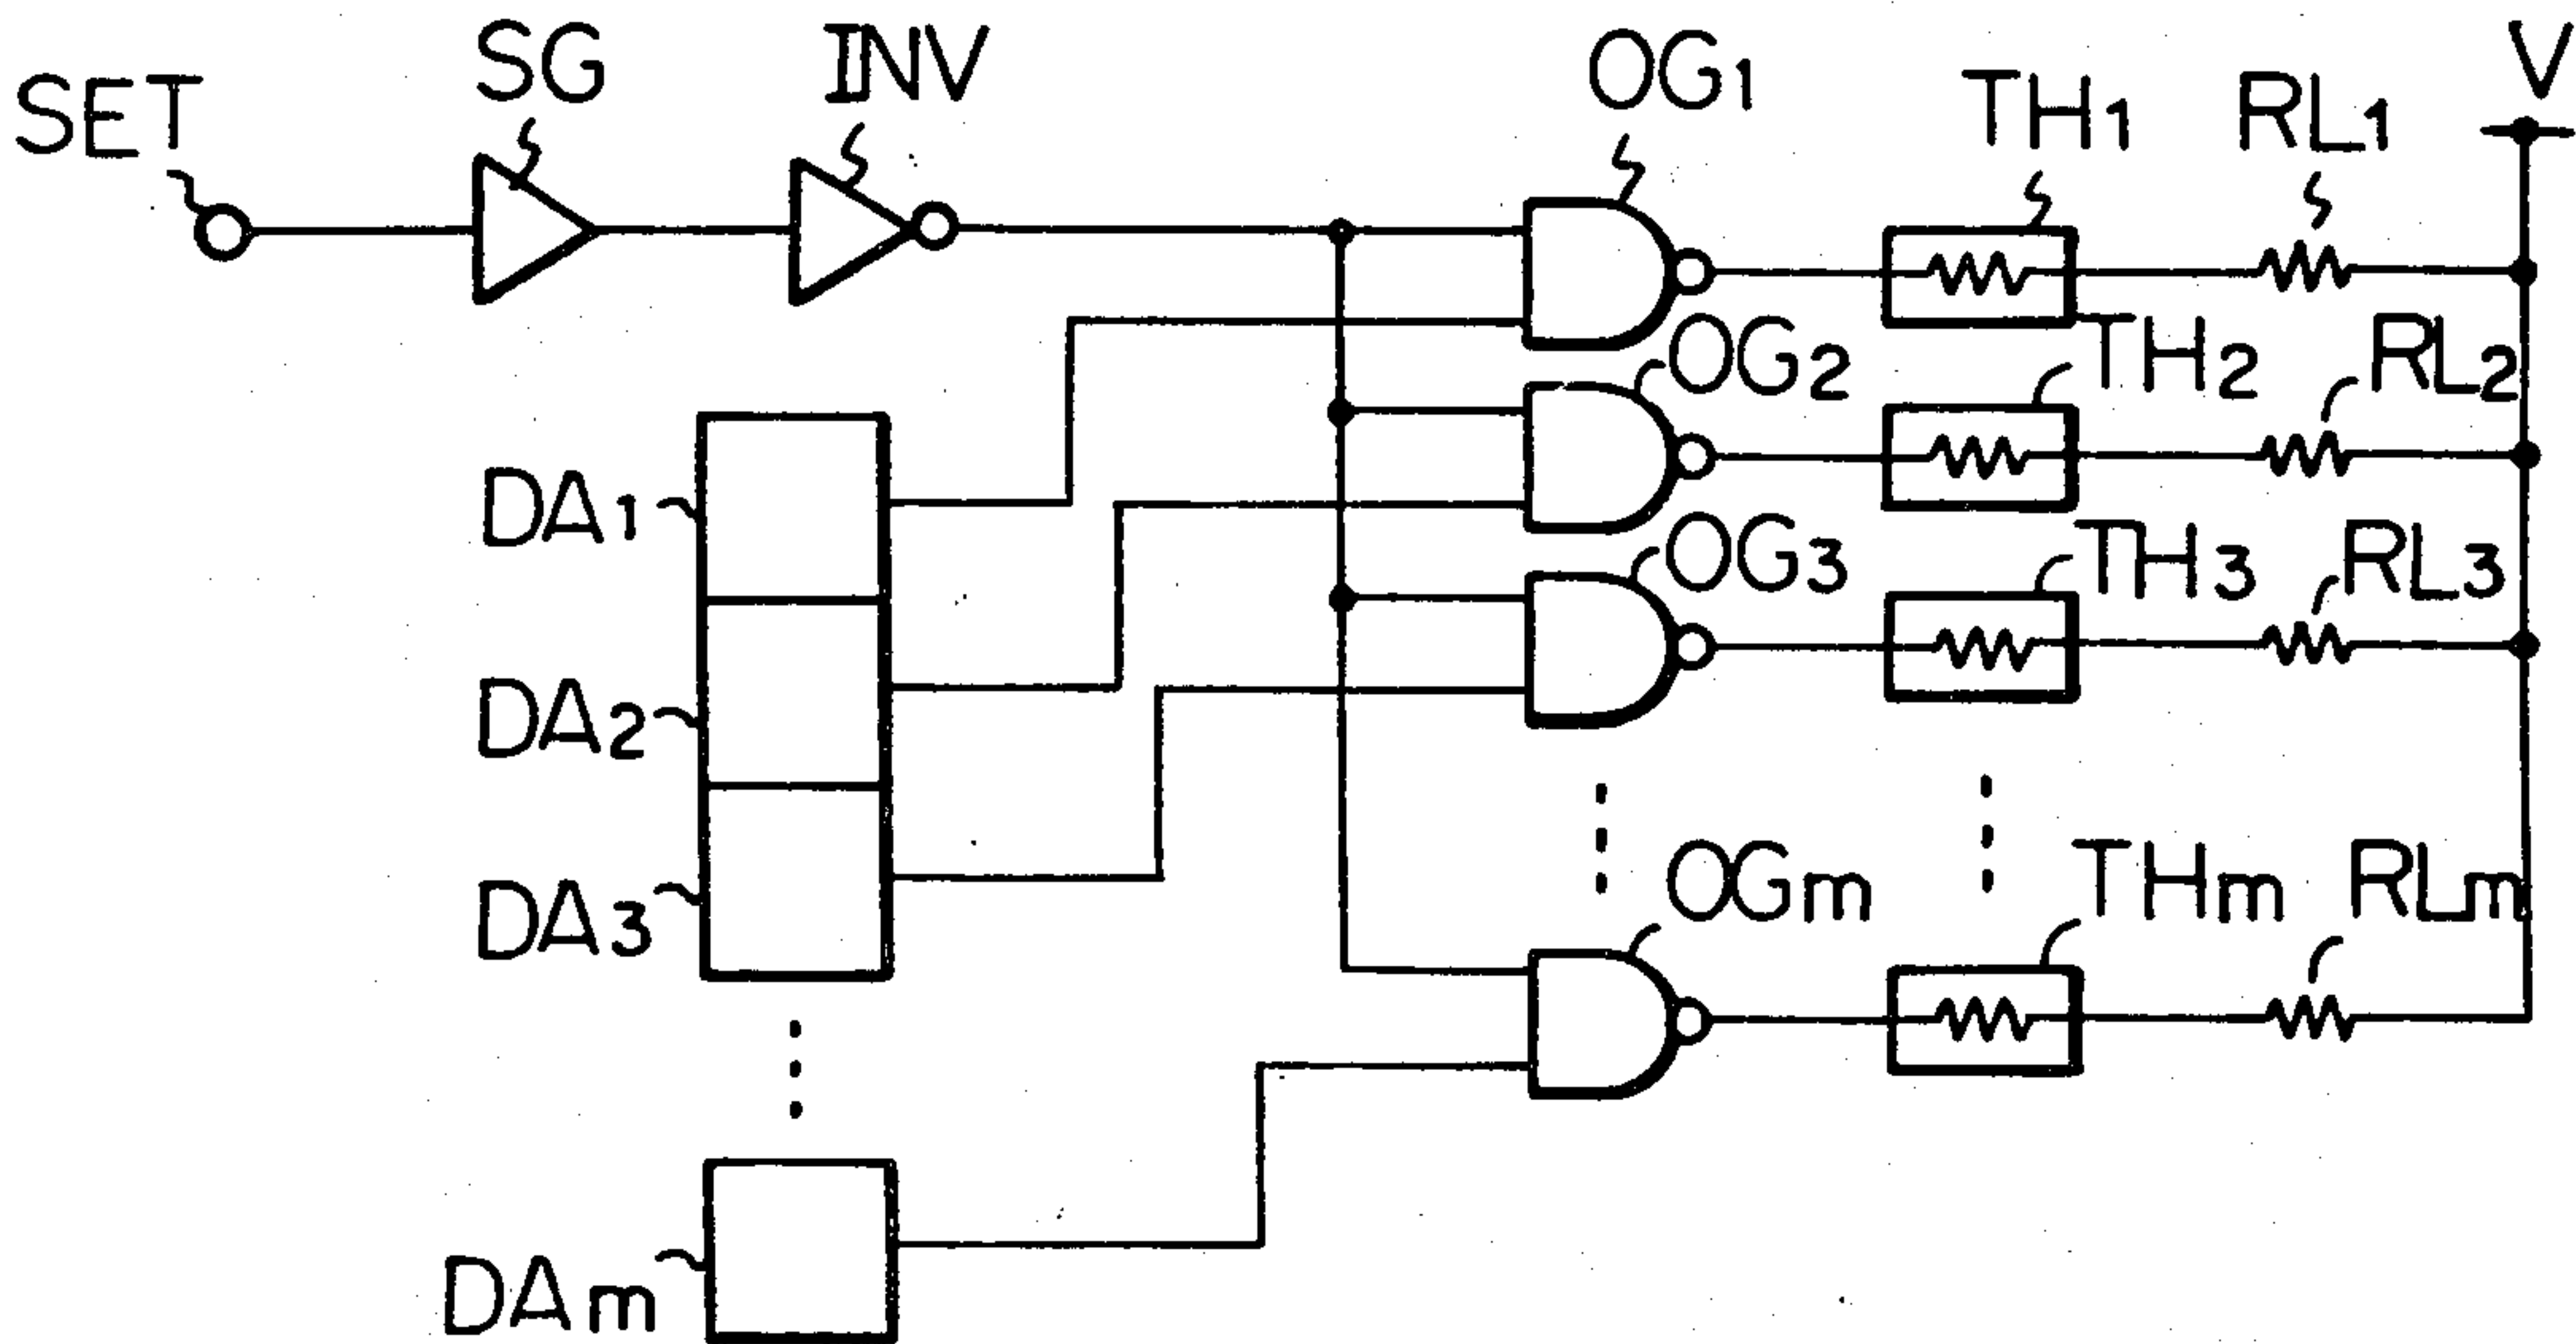 SET
SG
INV
OG1
TH1
RL1
V
OG2
TH2
RL2
DA1
OG3
TH3
RL3
DA2
DA3
OGm
THm
RLm
DAm